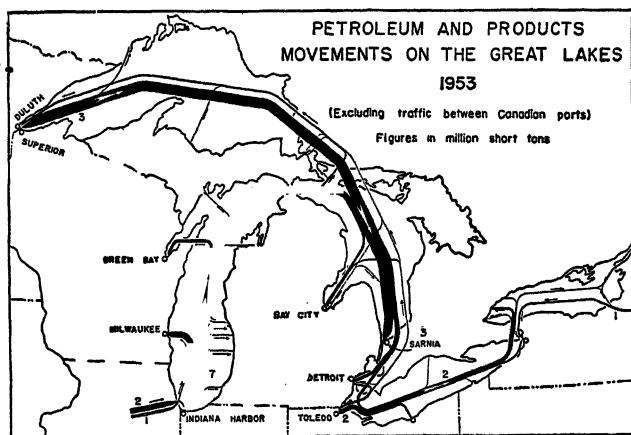 PETROLEUM AND PRODUCTS
MOVEMENTS ON THE GREAT LAKES
1953
(Excluding traffic between Canadian ports)
Figures in million short tons
DULUTH
3
SUPERIOR
GREEN BAY
BAY CITY
1
MILWAUKEE
3
SARNIA
7
DETROIT
2
2
1
INDIANA HARBOR
TOLEDO
2